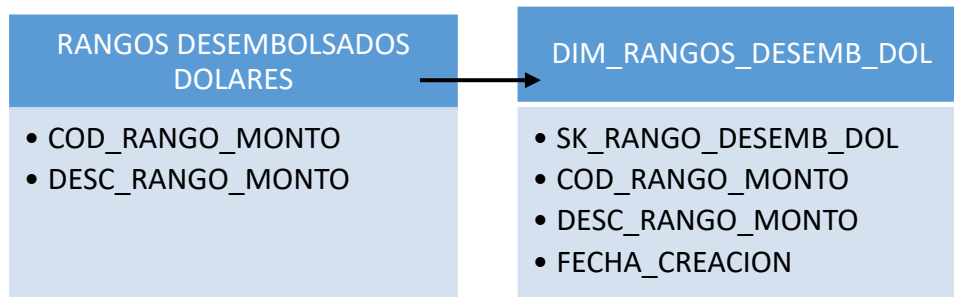 RANGOS DESEMBOLSADOS
DOLARES
• COD_RANGO_MONTO
• DESC_RANGO_MONTO
DIM_RANGOS_DESEMB_DOL
• SK_RANGO_DESEMB_DOL
• COD_RANGO_MONTO
• DESC_RANGO_MONTO
• FECHA_CREACION